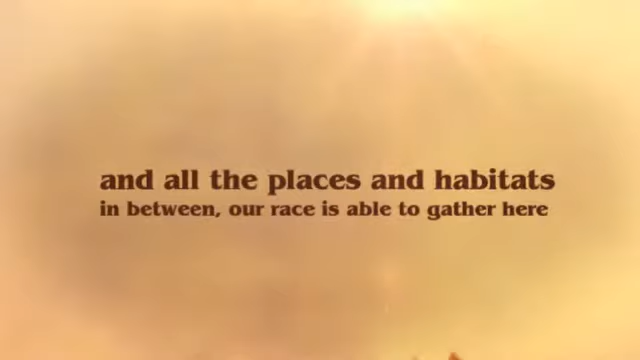 and all the places and habitats
in between, our race is able to gather here